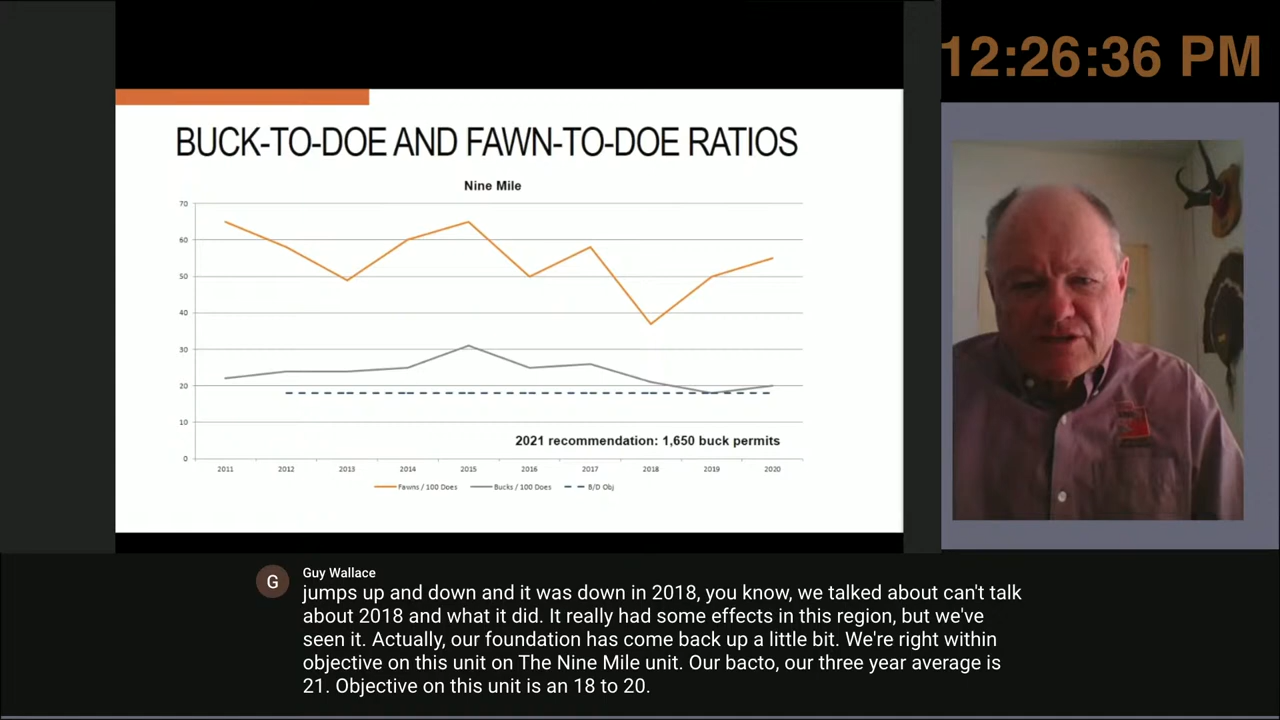 12:26:36 PM
BUCK-TO-DOE AND FAWN-TO-DOE RATIOS
Nine Mile
70
60
50
40
30
20
10
0
2021 recommendation: 1,650 buck permits
2011 2012 2013 2014 2015 2016 2017 2018 2019 2020
Fawns / 100 Does Bucks / 100 Does B/D Obj
G
Guy Wallace
jumps up and down and it was down in 2018, you know, we talked about can't talk
about 2018 and what it did. It really had some effects in this region, but we've
seen it. Actually, our foundation has come back up a little bit. We're right within
objective on this unit on The Nine Mile unit. Our bacto, our three year average is
21. Objective on this unit is an 18 to 20.